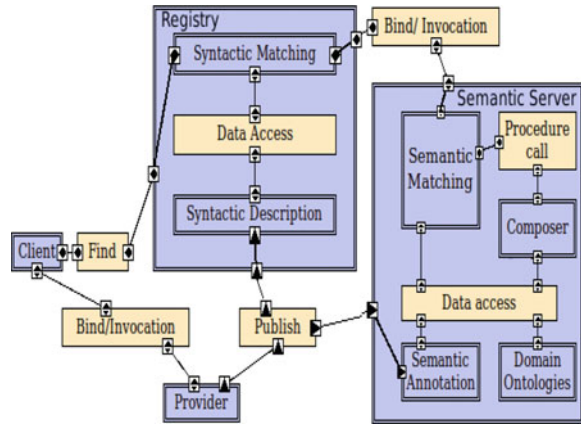 Registry
Syntactic Matching
Bind/ Invocation
Semantic Server
Data Access
Procedure
call
Semantic
Matching
Syntactic Description
Composer
Client
Find
Data access
Bind/Invocation
Publish
Semantic
Annotation
Domain
Ontologies
Provider